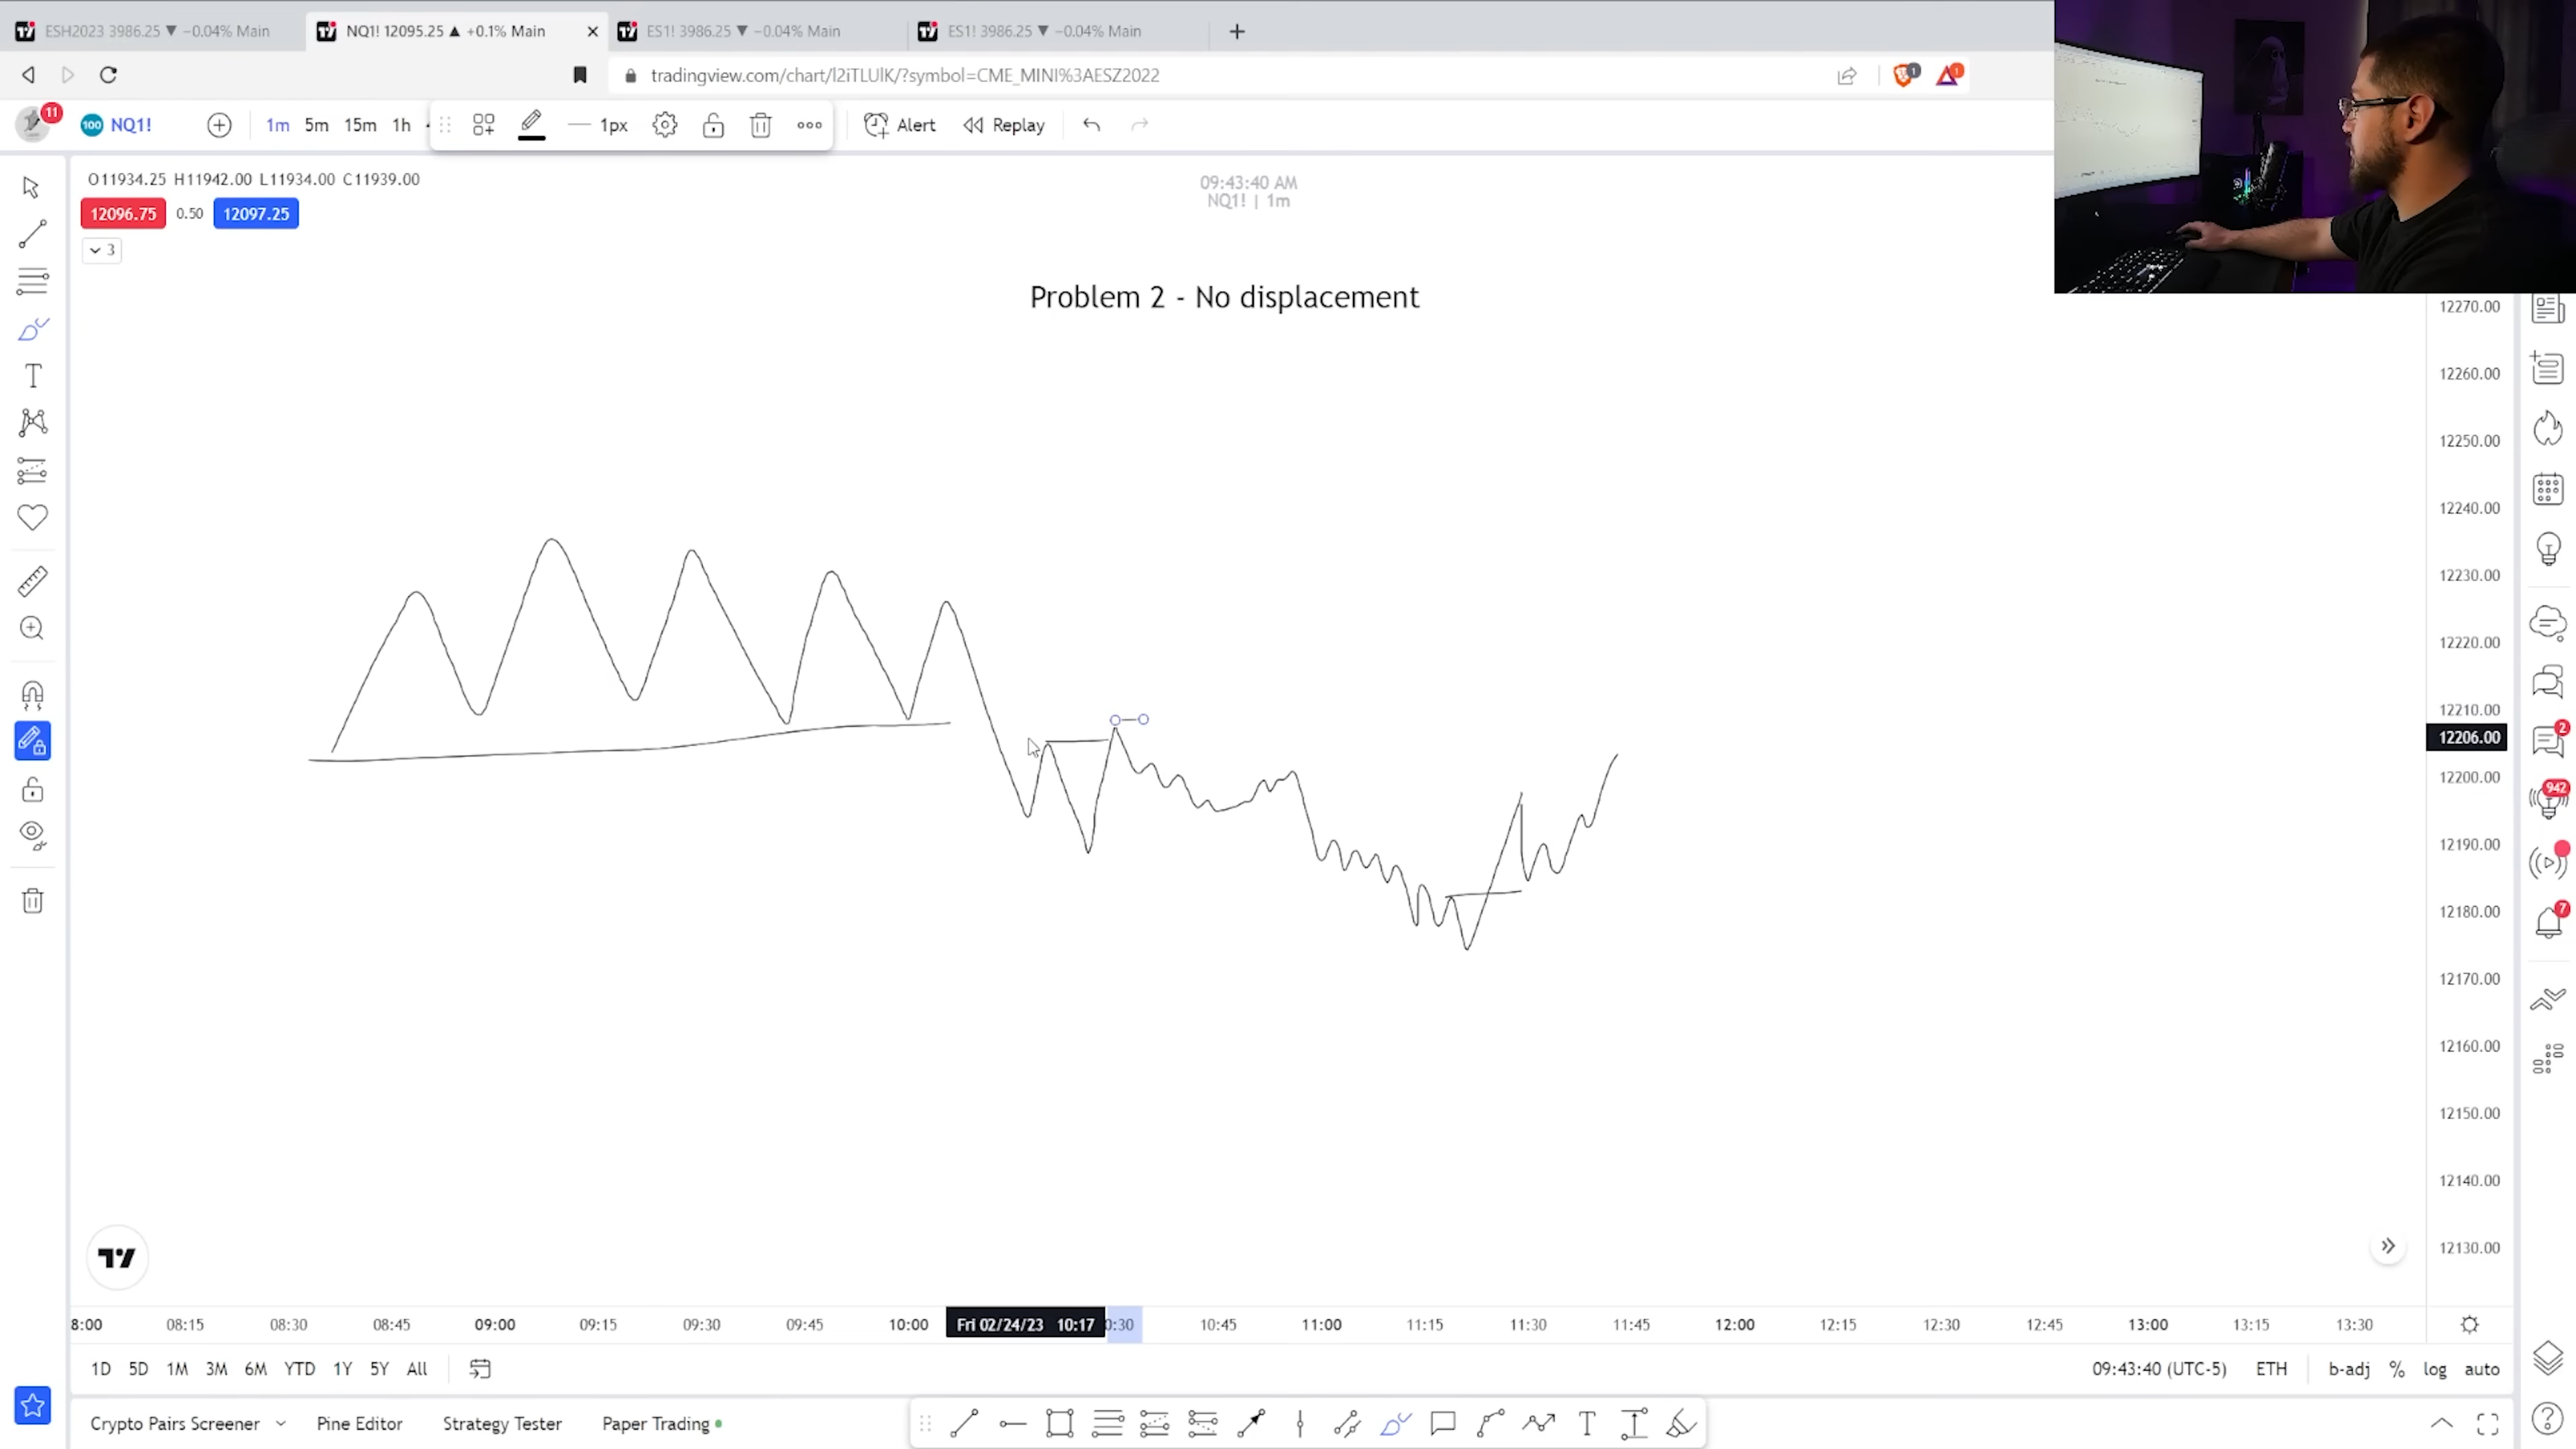 ESH2023 3986.25 ▼ −0.04% Main
NQ1! 12095.25 ▲ +0.1% Main
ES1! 3986.25 ▼ −0.04% Main
ES1! 3986.25 ▼ −0.04% Main
tradingview.com/chart/l2iTLUlK/?symbol=CME_MINI%3AESZ2022
1
1
11
100
NQ1!
1m
5m
15m
1h
1px
Alert
Replay
O11934.25 H11942.00 L11934.00 C11939.00
12096.75
0.50
12097.25
3
09:43:40 AM
NQ1! | 1m
Problem 2 - No displacement
12270.00
12260.00
12250.00
12240.00
12230.00
12220.00
12210.00
12206.00
12200.00
12190.00
12180.00
12170.00
12160.00
12150.00
12140.00
12130.00
2
942
7
8:00
08:15
08:30
08:45
09:00
09:15
09:30
09:45
10:00
Fri 02/24/23 10:17
0:30
10:45
11:00
11:15
11:30
11:45
12:00
12:15
12:30
12:45
13:00
13:15
13:30
1D
5D
1M
3M
6M
YTD
1Y
5Y
All
09:43:40 (UTC-5)
ETH
b-adj
%
log
auto
Crypto Pairs Screener
Pine Editor
Strategy Tester
Paper Trading